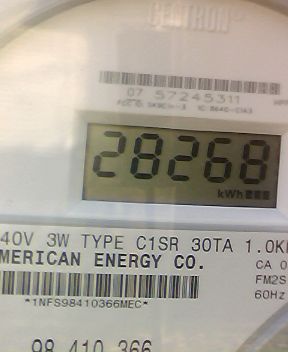 CENTRON
07 57245311
28268
kWh
40V 3W TYPE C1SR 30TA 1.0K
MERICAN ENERGY CO.
CA 0
FM2S
60Hz
*1NFS98410366MEC*
98 410 366